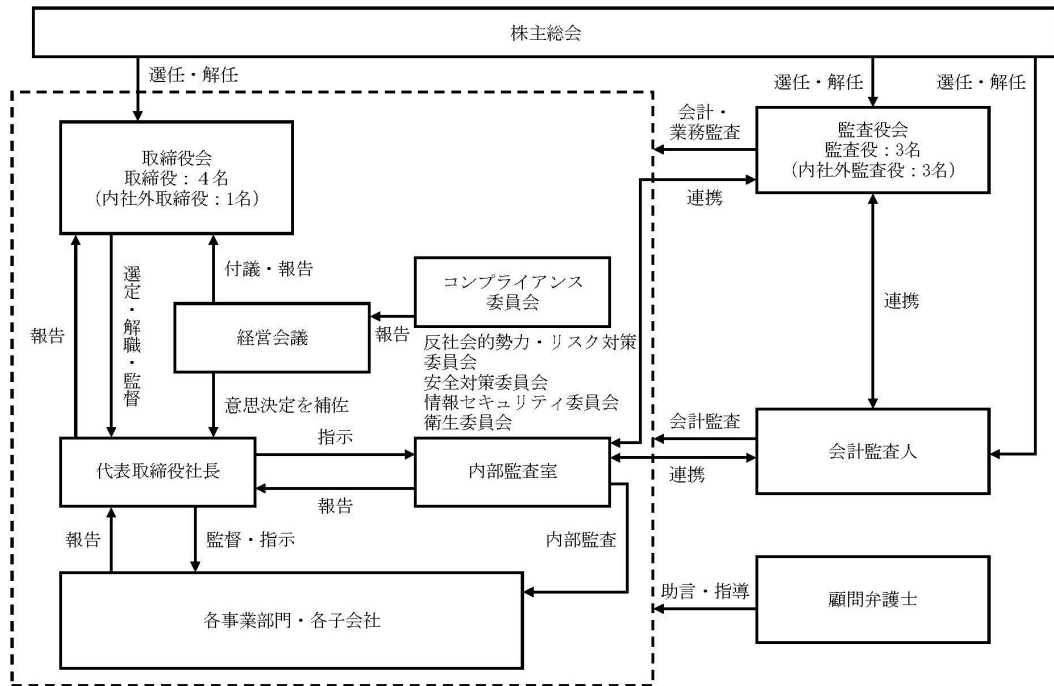 株主総会
選任・解任
選任・解任
選任・解任
会計・
業務監査
監査役会
監査役：3名
(内社外監査役：3名)
取締役会
取締役：４名
(内社外取締役：1名)
連携
付議・報告
コンプライアンス
委員会
選定・解職・監督
報告
経営会議
報告
連携
反社会的勢力・リスク対策
委員会
安全対策委員会
情報セキュリティ委員会
衛生委員会
意思決定を補佐
指示
会計監査
代表取締役社長
内部監査室
会計監査人
連携
報告
報告
監督・指示
内部監査
各事業部門・各子会社
助言・指導
顧問弁護士